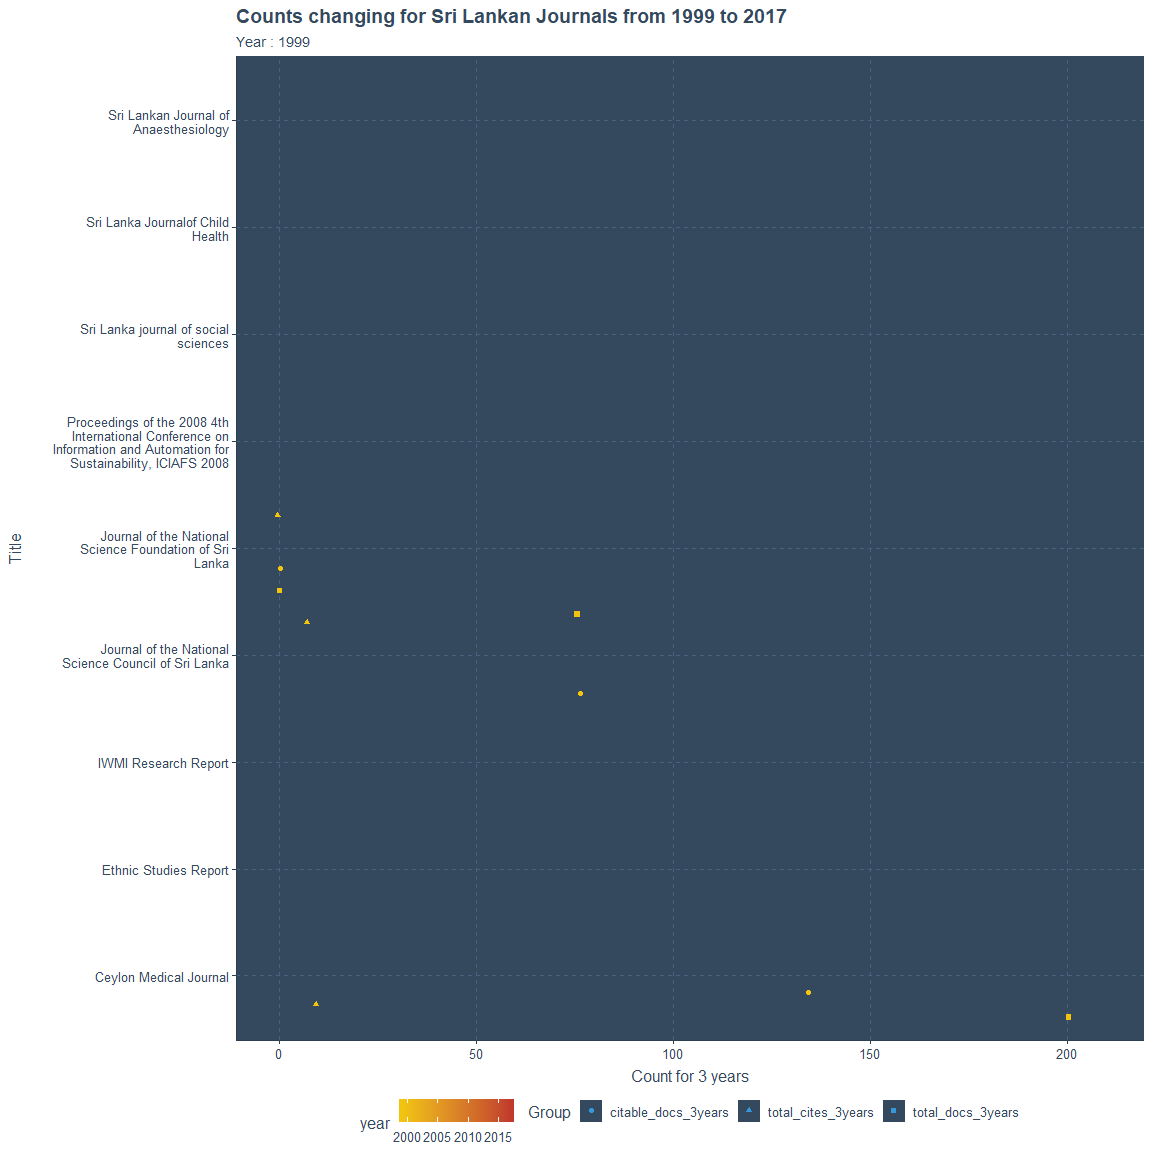 Counts changing for Sri Lankan Journals from 1999 to 2017
Year : 1999
Sri Lankan Journal of
Anaesthesiology
Sri Lanka Journalof Child
Health
Sri Lanka journal of social
sciences
Proceedings of the 2008 4th
International Conference on
Information and Automation for
Sustainability, ICIAFS 2008
Journal of the National
Science Foundation of Sri
Lanka
Journal of the National
Science Council of Sri Lanka
IWMI Research Report
Ethnic Studies Report
Ceylon Medical Journal
Title
0 50 100 150 200
Count for 3 years
year
2000 2005 2010 2015
Group citable_docs_3years total_cites_3years total_docs_3years